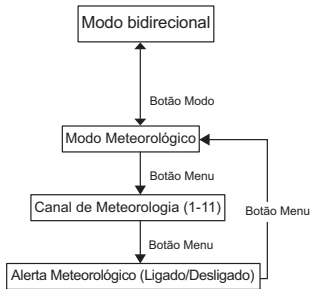 Modo bidirecional
Botão Modo
Modo Meteorológico
Botão Menu
Canal de Meteorologia (1-11)
Botão Menu
Botão Menu
Alerta Meteorológico (Ligado/Desligado)